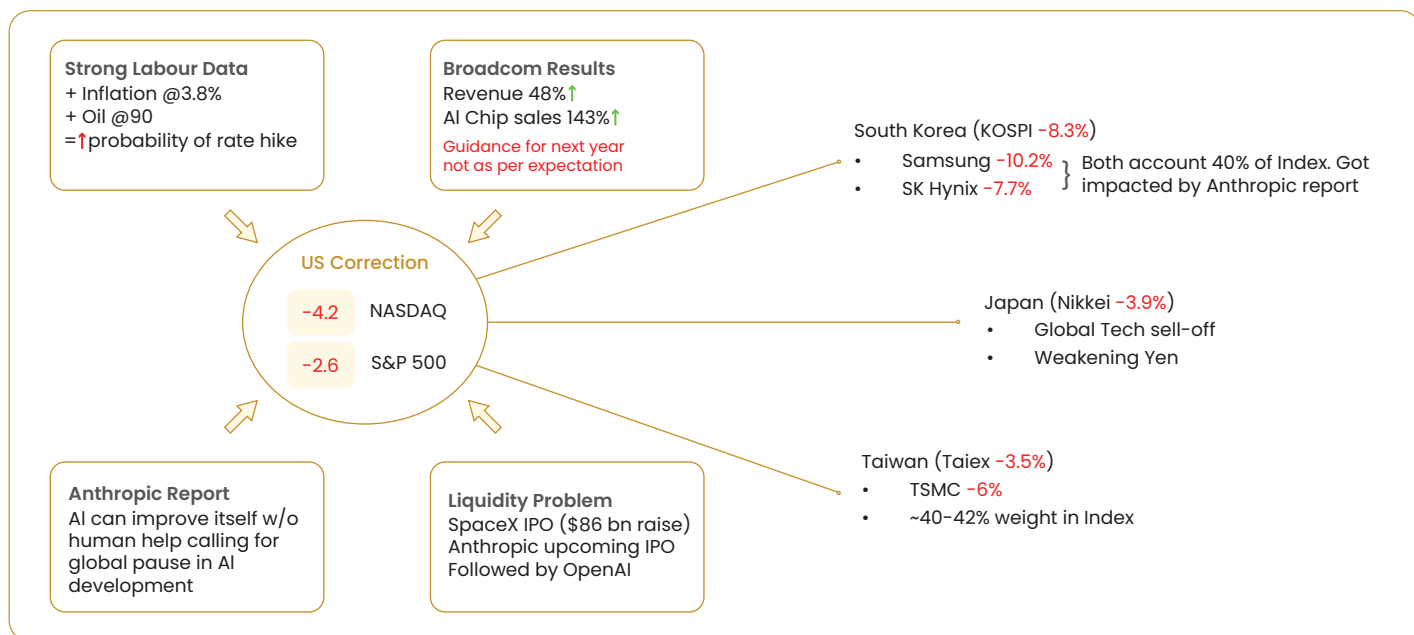 Strong Labour Data
+ Inflation @3.8%
+ Oil @90
=↑probability of rate hike
Broadcom Results
Revenue 48%↑
AI Chip sales 143%↑
Guidance for next year
not as per expectation
US Correction
-4.2 NASDAQ
-2.6 S&P 500
Anthropic Report
AI can improve itself w/o
human help calling for
global pause in AI
development
Liquidity Problem
SpaceX IPO ($86 bn raise)
Anthropic upcoming IPO
Followed by OpenAI
South Korea (KOSPI -8.3%)
• Samsung -10.2%
• SK Hynix -7.7%
} Both account 40% of Index. Got
impacted by Anthropic report
Japan (Nikkei -3.9%)
• Global Tech sell-off
• Weakening Yen
Taiwan (Taiex -3.5%)
• TSMC -6%
• ~40-42% weight in Index